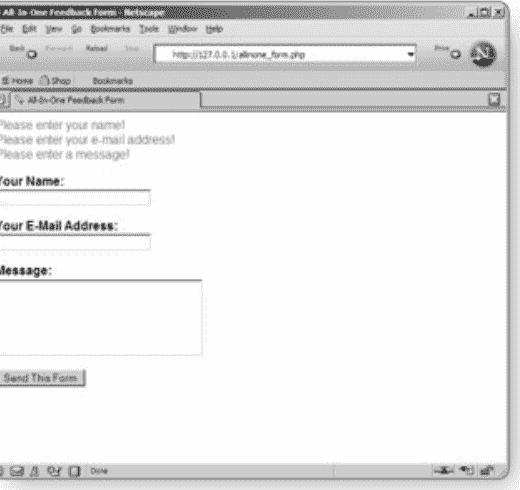 All-In-One Feedback Form - Netscape
File Edit View Go Bookmarks Tools Window Help
Back Forward Reload Stop http://127.0.0.1/allinone_form.php Print N
Home Shop Bookmarks
All-In-One Feedback Form
Please enter your name!
Please enter your e-mail address!
Please enter a message!
Your Name:
Your E-Mail Address:
Message:
Send This Form
Done